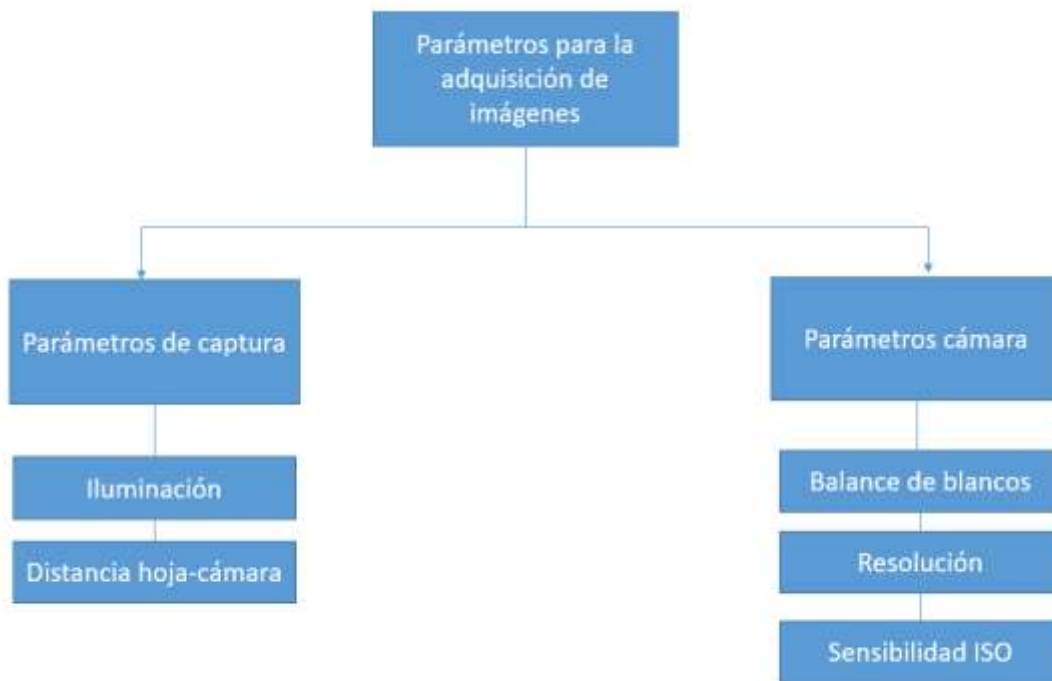 Parámetros para la
adquisición de
imágenes
Parámetros de captura
Iluminación
Distancia hoja-cámara
Parámetros cámara
Balance de blancos
Resolución
Sensibilidad ISO